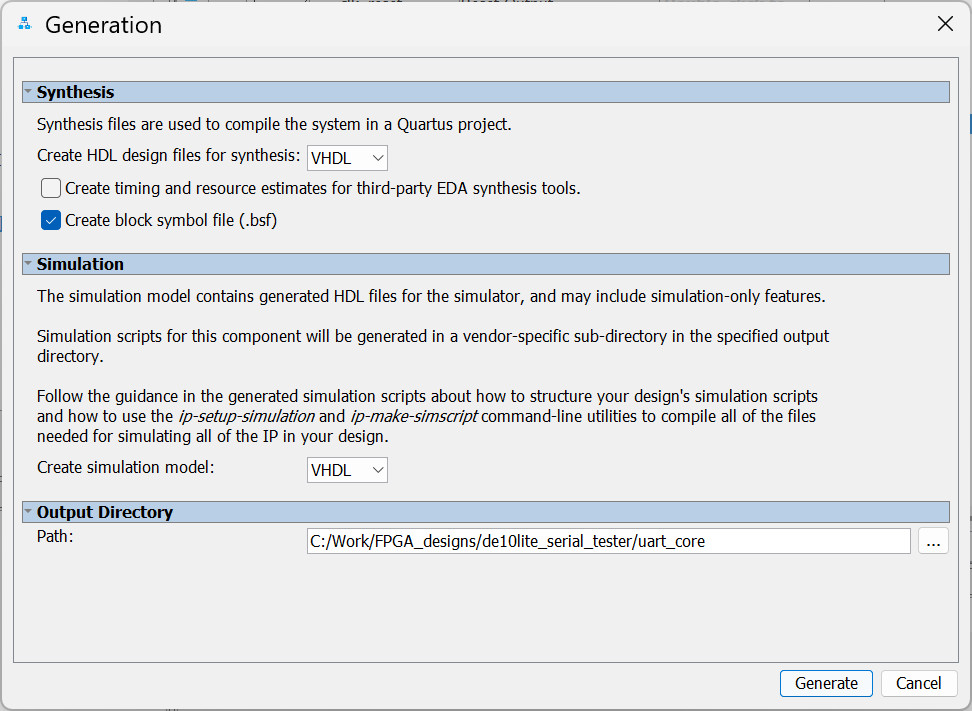 Generation
Synthesis
Synthesis files are used to compile the system in a Quartus project.
Create HDL design files for synthesis: VHDL
Create timing and resource estimates for third-party EDA synthesis tools.
Create block symbol file (.bsf)
Simulation
The simulation model contains generated HDL files for the simulator, and may include simulation-only features.
Simulation scripts for this component will be generated in a vendor-specific sub-directory in the specified output
directory.
Follow the guidance in the generated simulation scripts about how to structure your design's simulation scripts
and how to use the ip-setup-simulation and ip-make-simscript command-line utilities to compile all of the files
needed for simulating all of the IP in your design.
Create simulation model: VHDL
Output Directory
Path: C:/Work/FPGA_designs/de10lite_serial_tester/uart_core ...
Generate Cancel